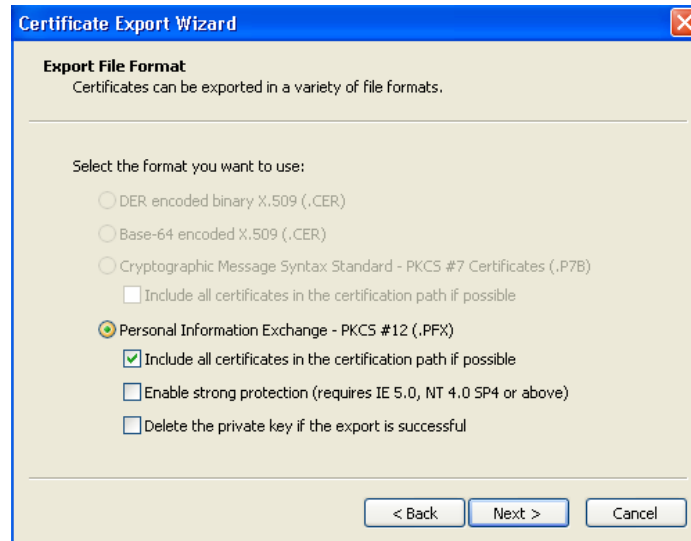 Certificate Export Wizard
Export File Format
Certificates can be exported in a variety of file formats.
Select the format you want to use:
DER encoded binary X.509 (.CER)
Base-64 encoded X.509 (.CER)
Cryptographic Message Syntax Standard - PKCS #7 Certificates (.P7B)
Include all certificates in the certification path if possible
Personal Information Exchange - PKCS #12 (.PFX)
Include all certificates in the certification path if possible
Enable strong protection (requires IE 5.0, NT 4.0 SP4 or above)
Delete the private key if the export is successful
< Back Next > Cancel